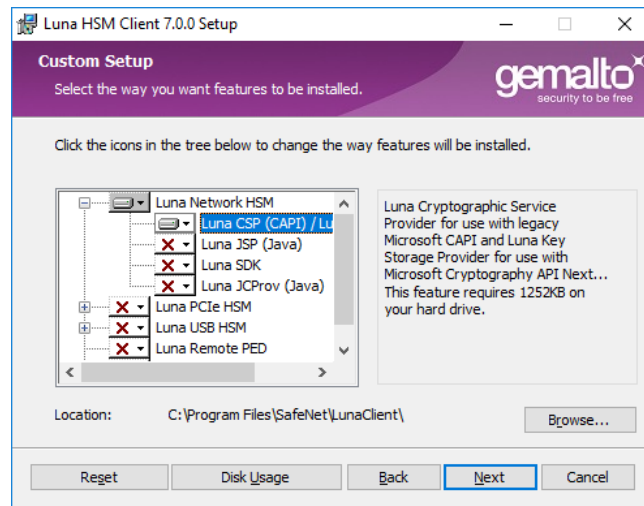 Luna HSM Client 7.0.0 Setup
Custom Setup
Select the way you want features to be installed.
gemalto
security to be free
Click the icons in the tree below to change the way features will be installed.
Luna Network HSM
Luna CSP (CAPI) / Lu
Luna JSP (Java)
Luna SDK
Luna JCProv (Java)
Luna PCIe HSM
Luna USB HSM
Luna Remote PED
Luna Cryptographic Service
Provider for use with legacy
Microsoft CAPI and Luna Key
Storage Provider for use with
Microsoft Cryptography API Next...
This feature requires 1252KB on
your hard drive.
Location: C:\Program Files\SafeNet\LunaClient\
Browse...
Reset Disk Usage Back Next Cancel